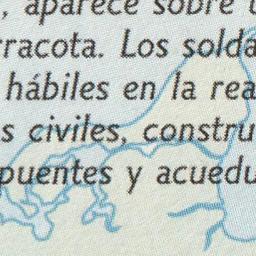 , aparece sobre
rracota. Los solda
hábiles en la rea
s civiles, constru
puentes y acuedu